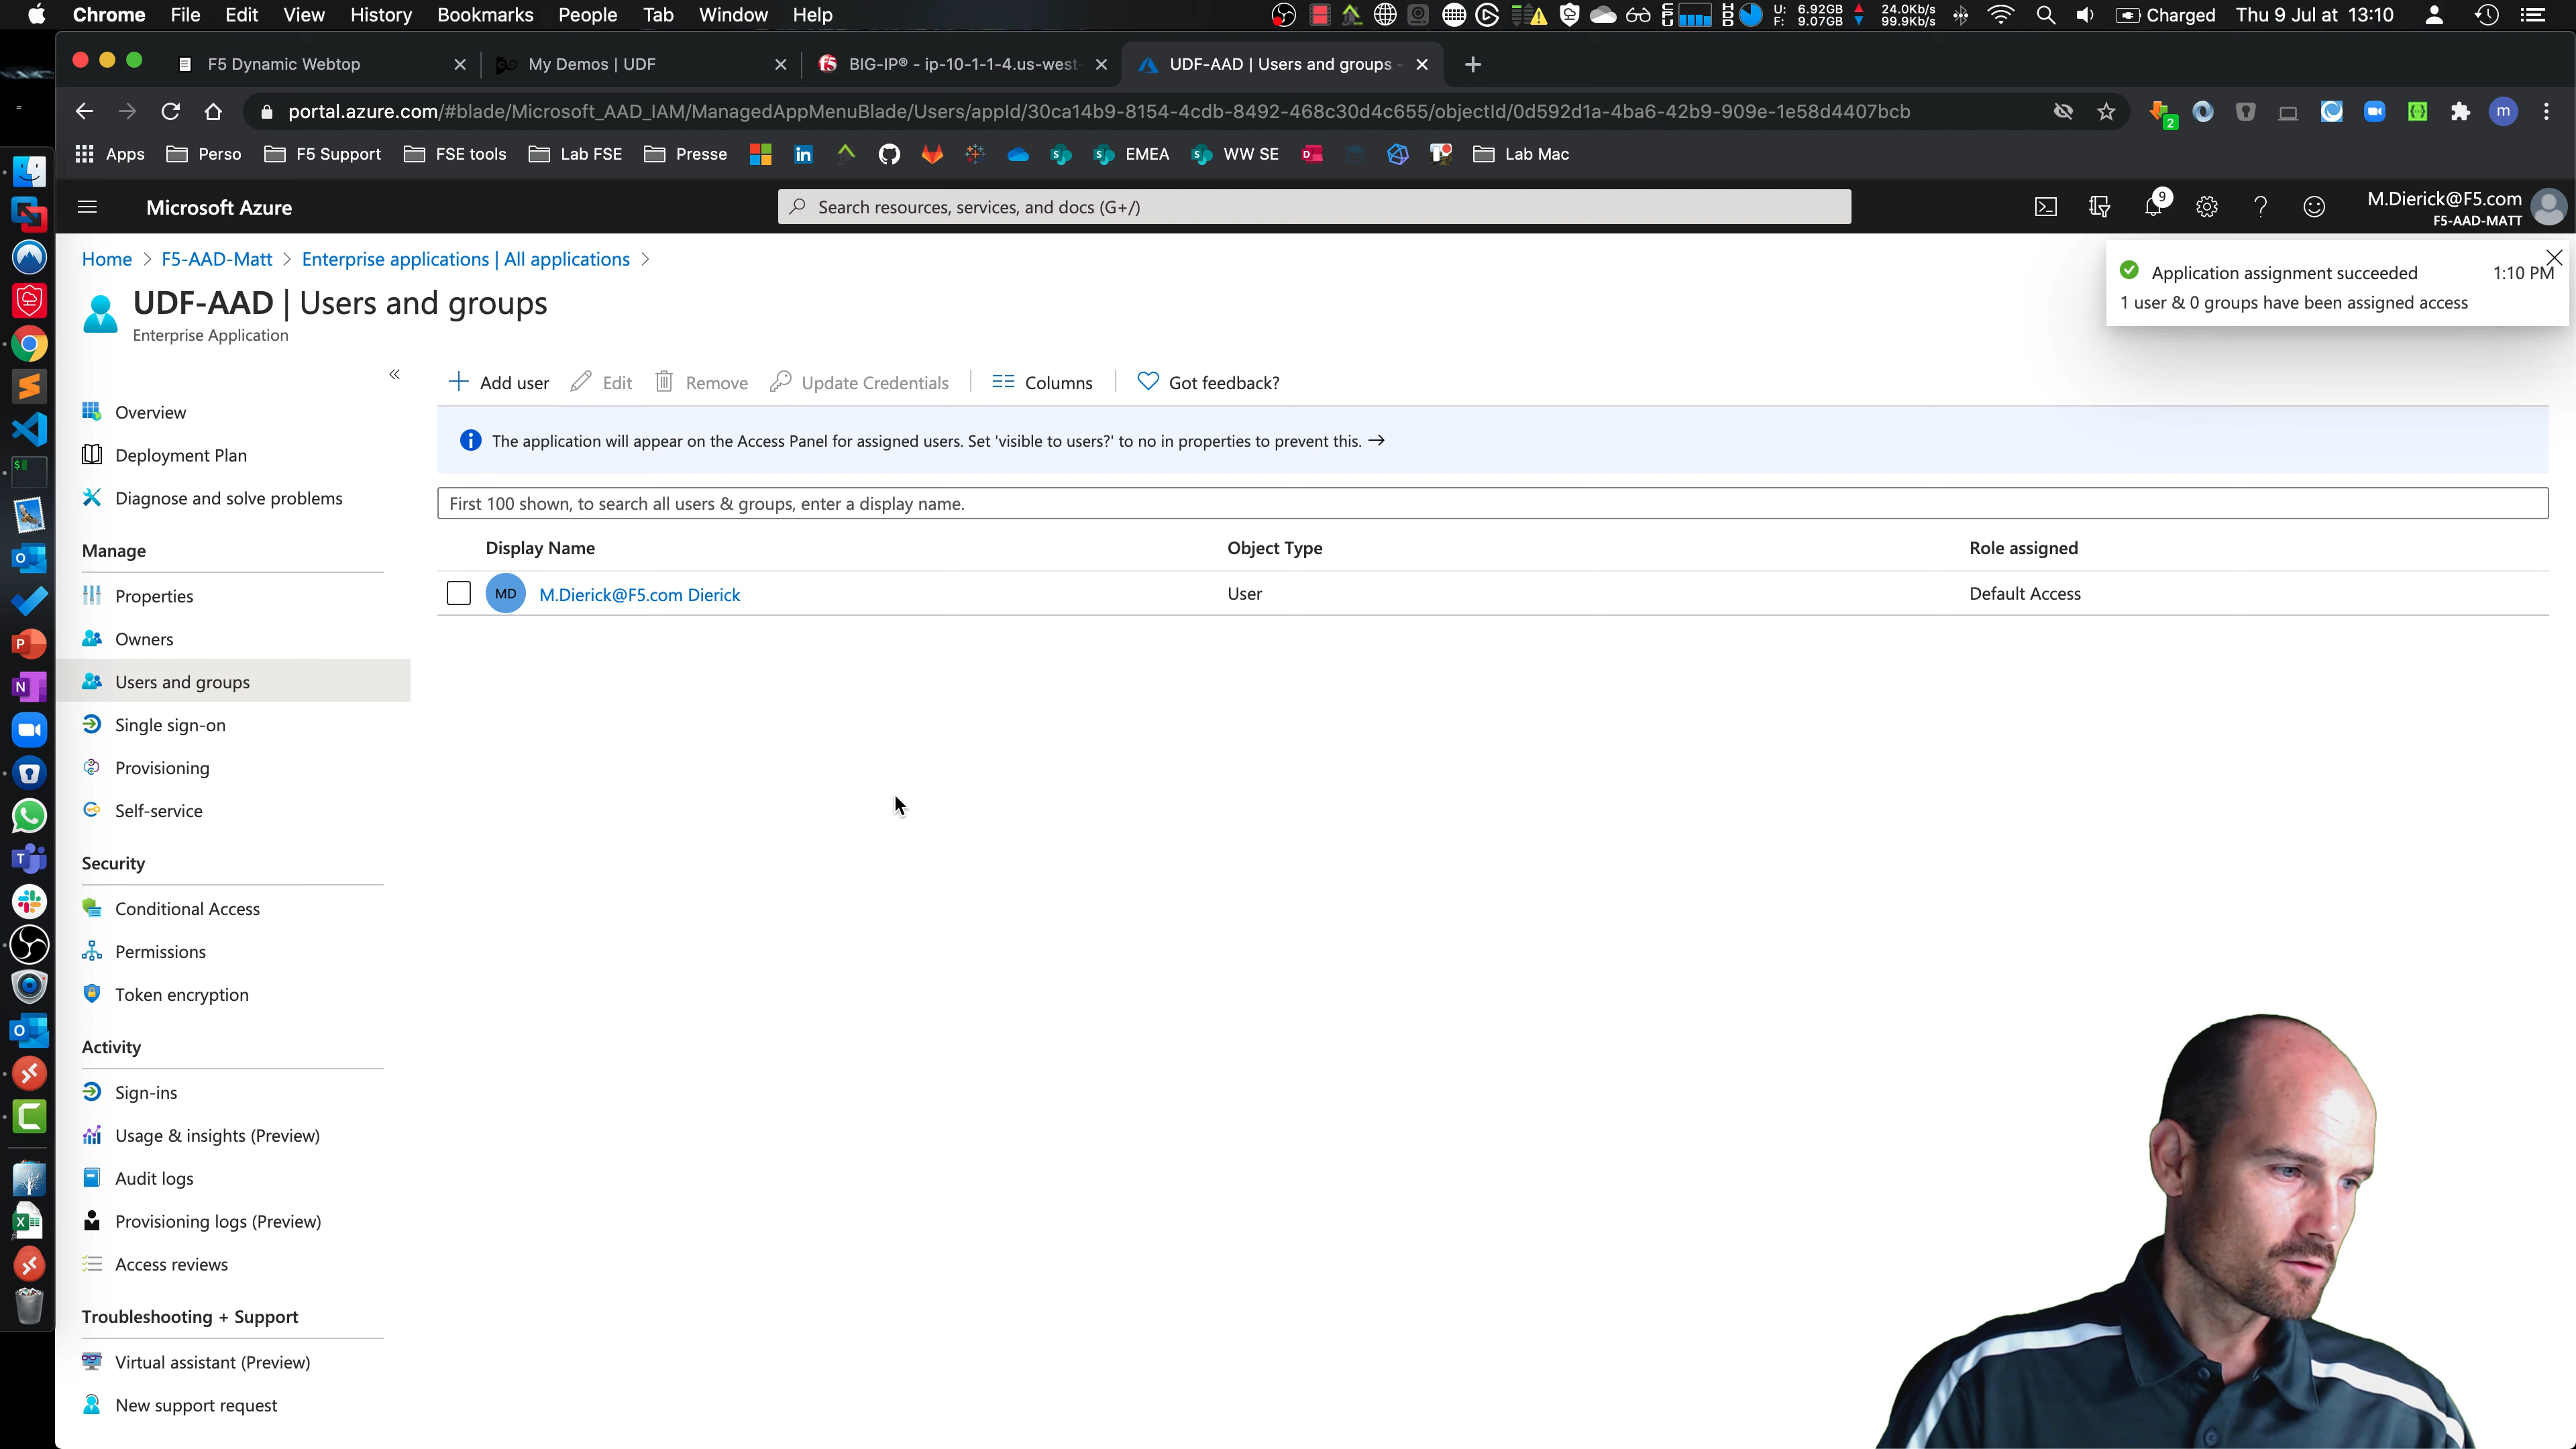 Chrome File Edit View History Bookmarks People Tab Window Help
U: 6.92GB 24.0Kb/s
F: 9.07GB 99.9Kb/s
Charged Thu 9 Jul at 13:10
F5 Dynamic Webtop
My Demos | UDF
BIG-IP® - ip-10-1-1-4.us-west-
UDF-AAD | Users and groups -
portal.azure.com/#blade/Microsoft_AAD_IAM/ManagedAppMenuBlade/Users/appId/30ca14b9-8154-4cdb-8492-468c30d4c655/objectId/0d592d1a-4ba6-42b9-909e-1e58d4407bcb
2
m
Apps Perso F5 Support FSE tools Lab FSE Presse EMEA WW SE Lab Mac
Microsoft Azure
Search resources, services, and docs (G+/)
9
M.Dierick@F5.com
F5-AAD-MATT
Home > F5-AAD-Matt > Enterprise applications | All applications >
UDF-AAD | Users and groups
Enterprise Application
Application assignment succeeded 1:10 PM
1 user & 0 groups have been assigned access
«
Overview
Deployment Plan
Diagnose and solve problems
Manage
Properties
Owners
Users and groups
Single sign-on
Provisioning
Self-service
Security
Conditional Access
Permissions
Token encryption
Activity
Sign-ins
Usage & insights (Preview)
Audit logs
Provisioning logs (Preview)
Access reviews
Troubleshooting + Support
Virtual assistant (Preview)
New support request
Add user Edit Remove Update Credentials Columns Got feedback?
The application will appear on the Access Panel for assigned users. Set 'visible to users?' to no in properties to prevent this. →
First 100 shown, to search all users & groups, enter a display name.
Display Name Object Type Role assigned
MD M.Dierick@F5.com Dierick User Default Access